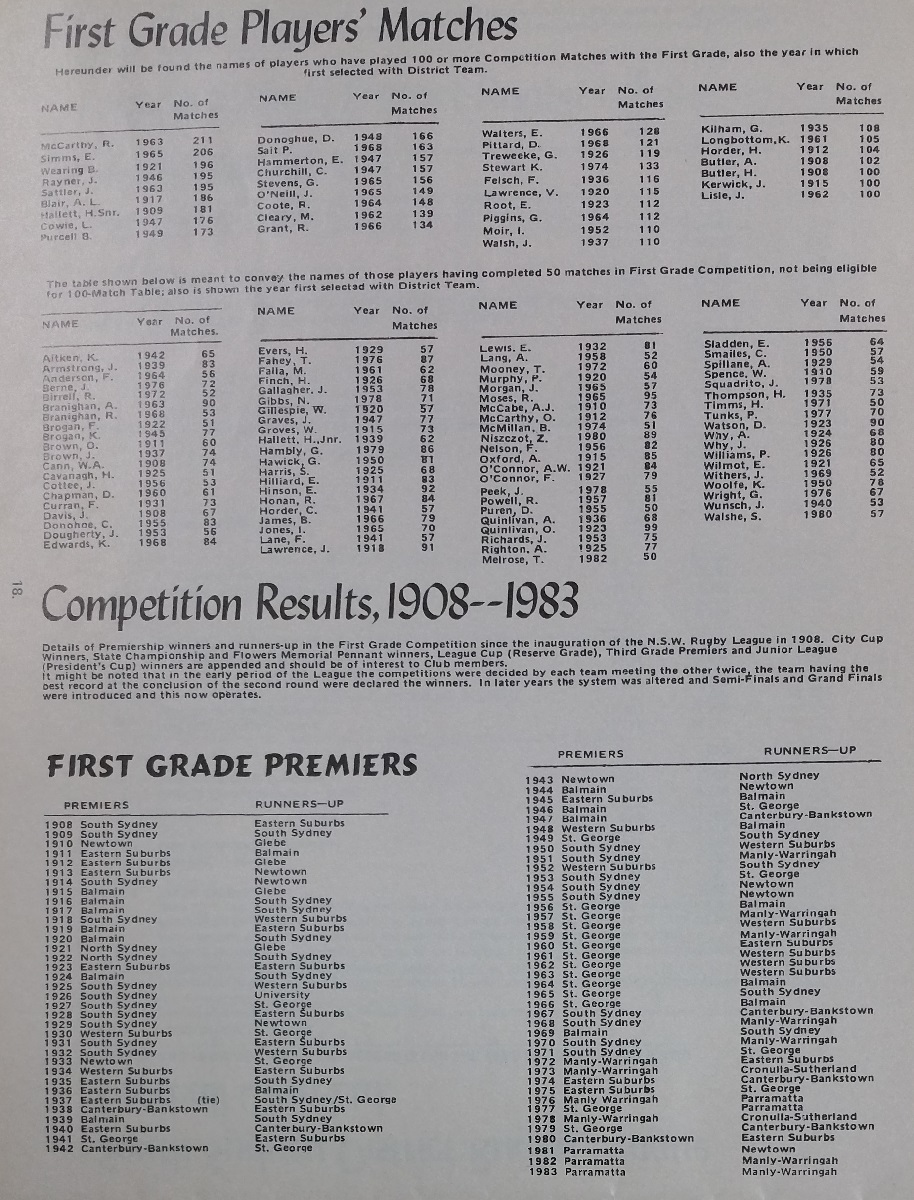 First Grade Players' Matches
Hereunder will be found the names of players who have played 100 or more Competition Matches with the First Grade, also the year in which
first selected with District Team.
NAME Year No. of Matches
McCarthy, R. 1963 211
Simms, E. 1965 206
Wearing B. 1921 196
Rayner, J. 1946 195
Sattler, J. 1963 195
Blair, A. L. 1917 186
Hallett, H.Snr. 1909 181
Cowie, L. 1947 176
Purcell B. 1949 173
NAME Year No. of Matches
Donoghue, D. 1948 166
Sait P. 1968 163
Hammerton, E. 1947 157
Churchill, C. 1947 157
Stevens, G. 1965 156
O'Neill, J. 1965 149
Coote, R. 1964 148
Cleary, M. 1962 139
Grant, R. 1966 134
NAME Year No. of Matches
Walters, E. 1966 128
Pittard, D. 1968 121
Treweeke, G. 1926 119
Stewart K. 1974 33
Felsch, F. 1936 116
Lawrence, V. 1920 115
Root, E. 1923 112
Piggins, G. 1964 112
Moir, I. 1952 110
Walsh, J. 1937 110
NAME Year No. of Matches
Kilham, G. 1935 108
Longbottom,K. 1961 105
Horder, H. 1912 104
Butler, A. 1908 102
Butler, H. 1908 100
Kerwick, J. 1915 100
Lisle, J. 1962 100
The table shown below is meant to convey the names of those players having completed 50 matches in First Grade Competition, not being eligible
for 100-Match Table; also is shown the year first selected with District Team.
NAME Year No. of Matches.
Aitken, K. 1942 65
Armstrong, J. 1939 83
Anderson, F. 1964 56
Berne, J. 1976 72
Birrell, R. 1972 52
Branighan, A. 1963 90
Branighan, R. 1968 53
Brogan, F. 1922 51
Brogan, K. 1945 77
Brown, O. 1911 60
Brown, J. 1937 74
Cann, W.A. 1908 74
Cavanagh, H. 1925 51
Cottee, J. 1956 53
Chapman, D. 1960 61
Curran, F. 1931 73
Davis, J. 1908 67
Donohoe, C. 1955 83
Dougherty, J. 1953 56
Edwards, K. 1968 84
NAME Year No. of Matches
Evers, H. 1929 57
Fahey, T. 1976 87
Falla, M. 1961 62
Finch, H. 1926 68
Gallagher, J. 1953 78
Gibbs, N. 1978 71
Gillespie, W. 1920 57
Graves, J. 1947 77
Groves, W. 1915 73
Hallett, H.,Jnr. 1939 62
Hambly, G. 1979 86
Hawick, G. 1950 81
Harris, S. 1925 68
Hilliard, E. 1911 83
Hinson, E. 1934 92
Honan, R. 1967 84
Horder, C. 1941 57
James, B. 1966 79
Jones, I. 1965 70
Lane, F. 1941 57
Lawrence, J. 1918 91
NAME Year No. of Matches
Lewis. E. 1932 81
Lang, A. 1958 52
Mooney, T. 1972 60
Murphy, P. 1920 54
Morgan, J. 1965 57
Moses, R. 1965 95
McCabe, A.J. 1910 73
McCarthy, O. 1912 76
McMillan, B. 1974 51
Niszczot, Z. 1980 89
Nelson, F. 1956 82
Oxford, A. 1915 85
O'Connor, A.W. 1921 84
O'Connor, F. 1927 79
Peek, J. 1978 55
Powell, R. 1957 81
Puren, D. 1955 50
Quinlivan, A. 1936 68
Quinlivan, O. 1923 99
Richards, J. 1953 75
Righton, A. 1925 77
Melrose, T. 1982 50
NAME Year No. of Matches
Sladden, E. 1956 64
Smailes, C. 1950 57
Spillane, A. 1929 54
Spence, W. 1910 59
Squadrito, J. 1978 53
Thompson, H. 1935 73
Timms, H. 1971 50
Tunks, P. 1977 70
Watson, D. 1923 90
Why, A. 1924 68
Why, J. 1926 80
Williams, P. 1926 80
Wilmot, E. 1921 65
Withers, J. 1969 52
Woolfe, K. 1950 78
Wright, G. 1976 67
Wunsch, J. 1940 53
Walshe, S. 1980 57
18.
Competition Results, 1908--1983
Details of Premiership winners and runners-up in the First Grade Competition since the inauguration of the N.S.W. Rugby League in 1908. City Cup
Winners, State Championship and Flowers Memorial Pennant winners, League Cup (Reserve Grade), Third Grade Premiers and Junior League
(President's Cup) winners are appended and should be of interest to Club members.
It might be noted that in the early period of the League the competitions were decided by each team meeting the other twice, the team having the
best record at the conclusion of the second round were declared the winners. In later years the system was altered and Semi-Finals and Grand Finals
were introduced and this now operates.
FIRST GRADE PREMIERS
PREMIERS RUNNERS—UP
1908 South Sydney Eastern Suburbs
1909 South Sydney South Sydney
1910 Newtown Glebe
1911 Eastern Suburbs Balmain
1912 Eastern Suburbs Glebe
1913 Eastern Suburbs Newtown
1914 South Sydney Newtown
1915 Balmain Glebe
1916 Balmain South Sydney
1917 Balmain South Sydney
1918 South Sydney Western Suburbs
1919 Balmain Eastern Suburbs
1920 Balmain South Sydney
1921 North Sydney Glebe
1922 North Sydney South Sydney
1923 Eastern Suburbs Eastern Suburbs
1924 Balmain South Sydney
1925 South Sydney Western Suburbs
1926 South Sydney University
1927 South Sydney St. George
1928 South Sydney Eastern Suburbs
1929 South Sydney Newtown
1930 Western Suburbs St. George
1931 South Sydney Eastern Suburbs
1932 South Sydney Western Suburbs
1933 Newtown St. George
1934 Western Suburbs Eastern Suburbs
1935 Eastern Suburbs South Sydney
1936 Eastern Suburbs Balmain
1937 Eastern Suburbs (tie) South Sydney/St. George
1938 Canterbury-Bankstown Eastern Suburbs
1939 Balmain South Sydney
1940 Eastern Suburbs Canterbury-Bankstown
1941 St. George Eastern Suburbs
1942 Canterbury-Bankstown St. George
PREMIERS RUNNERS—UP
1943 Newtown North Sydney
1944 Balmain Newtown
1945 Eastern Suburbs Balmain
1946 Balmain St. George
1947 Balmain Canterbury-Bankstown
1948 Western Suburbs Balmain
1949 St. George South Sydney
1950 South Sydney Western Suburbs
1951 South Sydney Manly-Warringah
1952 Western Suburbs South Sydney
1953 South Sydney St. George
1954 South Sydney Newtown
1955 South Sydney Newtown
1956 St. George Balmain
1957 St. George Manly-Warringah
1958 St. George Western Suburbs
1959 St. George Manly-Warringah
1960 St. George Eastern Suburbs
1961 St. George Western Suburbs
1962 St. George Western Suburbs
1963 St. George Western Suburbs
1964 St. George Balmain
1965 St. George South Sydney
1966 St. George Balmain
1967 South Sydney Canterbury-Bankstown
1968 South Sydney Manly-Warringah
1969 Balmain South Sydney
1970 South Sydney Manly-Warringah
1971 South Sydney St. George
1972 Manly-Warringah Eastern Suburbs
1973 Manly-Warringah Cronulla-Sutherland
1974 Eastern Suburbs Canterbury-Bankstown
1975 Eastern Suburbs St. George
1976 Manly Warringah Parramatta
1977 St. George Parramatta
1978 Manly-Warringah Cronulla-Sutherland
1979 St. George Canterbury-Bankstown
1980 Canterbury-Bankstown Eastern Suburbs
1981 Parramatta Newtown
1982 Parramatta Manly-Warringah
1983 Parramatta Manly-Warringah